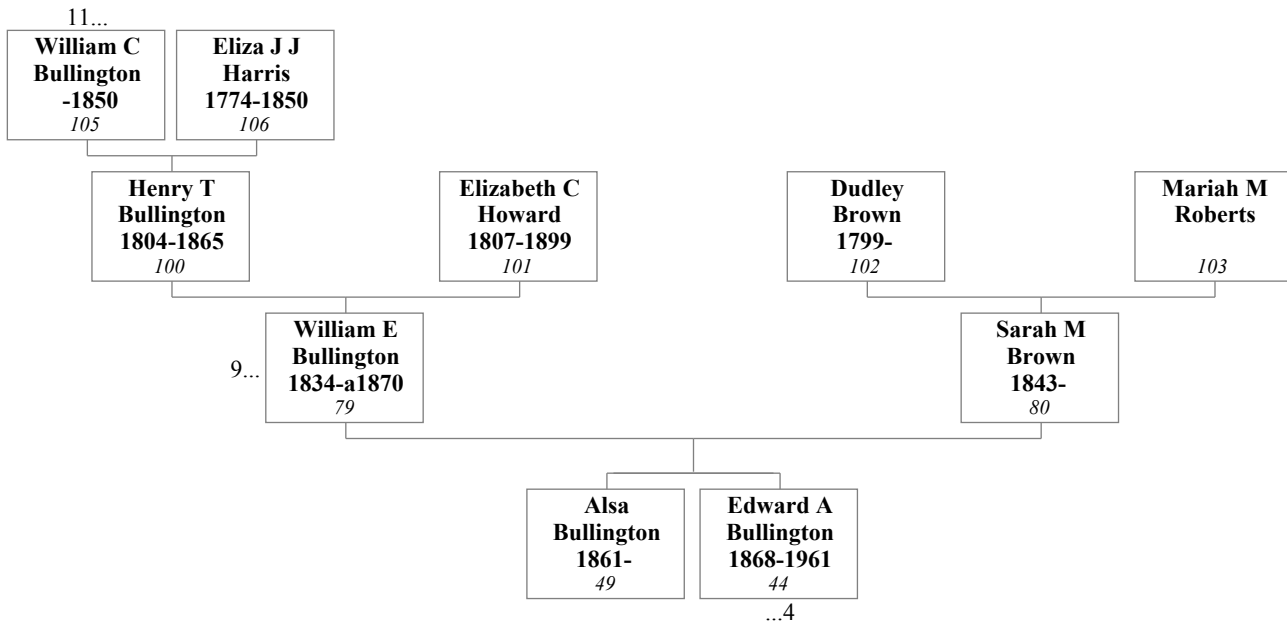 11...
William C
Bullington
-1850
105
Eliza J J
Harris
1774-1850
106
Henry T
Bullington
1804-1865
100
Elizabeth C
Howard
1807-1899
101
Dudley
Brown
1799-
102
Mariah M
Roberts
103
9...
William E
Bullington
1834-a1870
79
Sarah M
Brown
1843-
80
Alsa
Bullington
1861-
49
Edward A
Bullington
1868-1961
44
...4